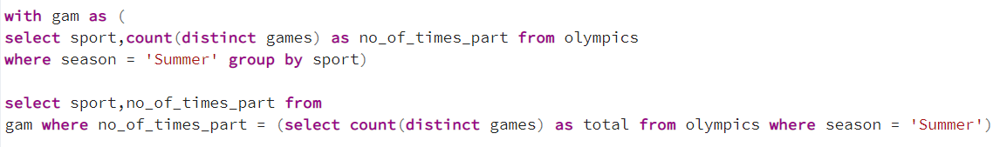 with gam as (
select sport,count(distinct games) as no_of_times_part from olympics
where season = 'Summer' group by sport)
select sport,no_of_times_part from
gam where no_of_times_part = (select count(distinct games) as total from olympics where season = 'Summer')